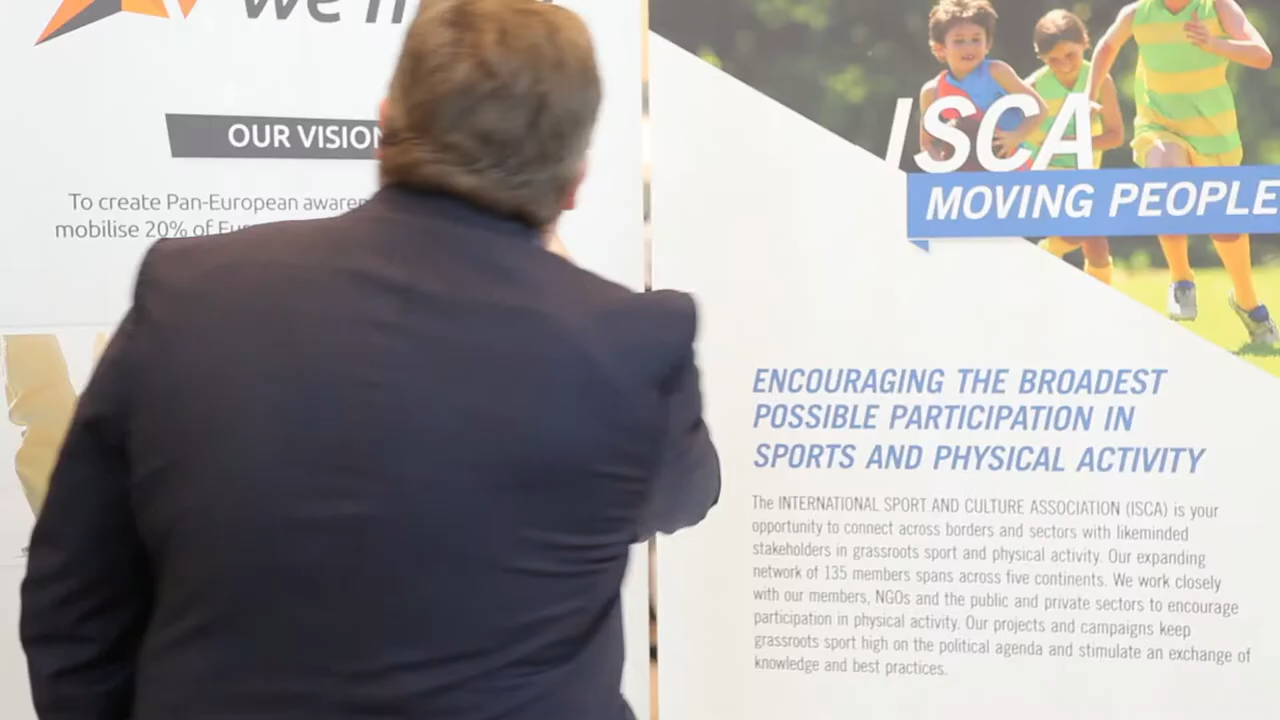 we
OUR VISION
To create Pan-European
mobilise 20% of
ISCA
MOVING PEOPLE
ENCOURAGING THE BROADEST
POSSIBLE PARTICIPATION IN
SPORTS AND PHYSICAL ACTIVITY
The INTERNATIONAL SPORT AND CULTURE ASSOCIATION (ISCA) is your
opportunity to connect across borders and sectors with likeminded
stakeholders in grassroots sport and physical activity. Our expanding
network of 135 members spans across five continents. We work closely
with our members, NGOs and the public and private sectors to encourage
participation in physical activity. Our projects and campaigns keep
grassroots sport high on the political agenda and stimulate an exchange of
knowledge and best practices.